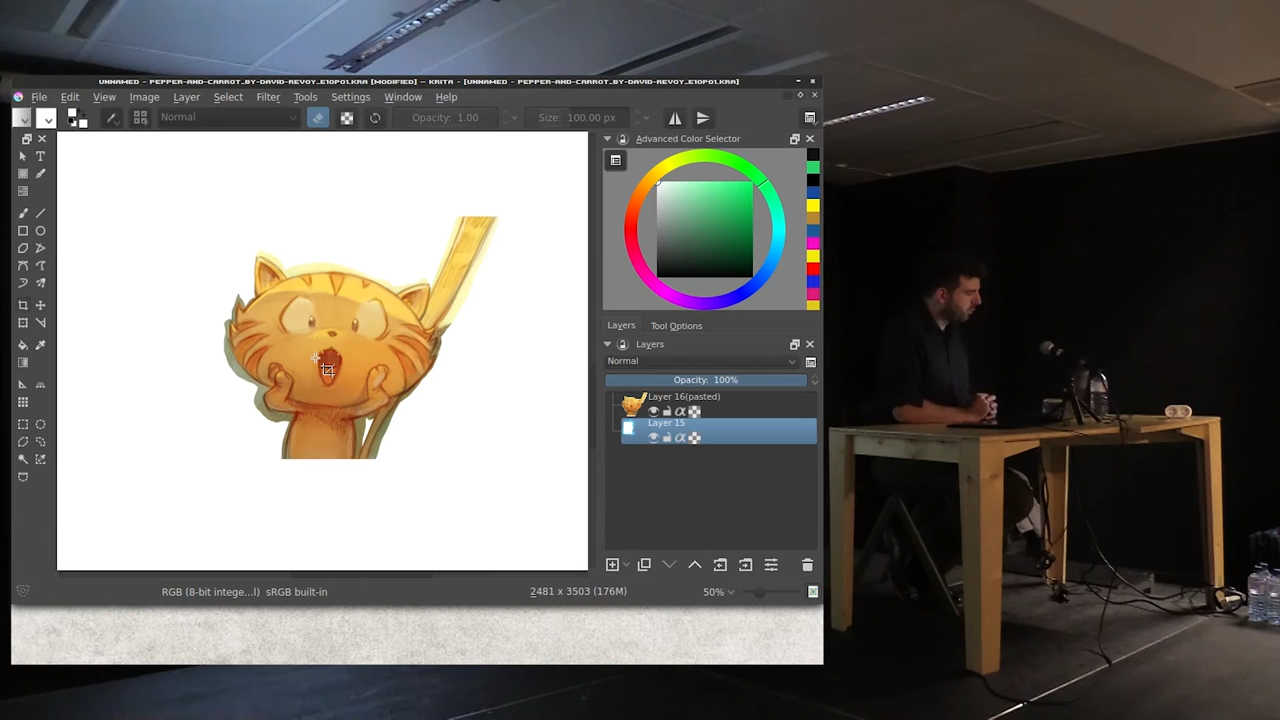 UNNAMED - PEPPER-AND-CARROT_BY-DAVID-REVOY_E10P01.KRA [MODIFIED] – KRITA - [UNNAMED - PEPPER-AND-CARROT_BY-DAVID-REVOY_E10P01.KRA]
File Edit View Image Layer Select Filter Tools Settings Window Help
Normal Opacity: 1.00 Size: 100.00 px
Advanced Color Selector
Layers Tool Options
Layers
Normal
Opacity: 100%
Layer 16(pasted)
Layer 15
RGB (8-bit intege...l) sRGB built-in 2481 x 3503 (176M) 50%